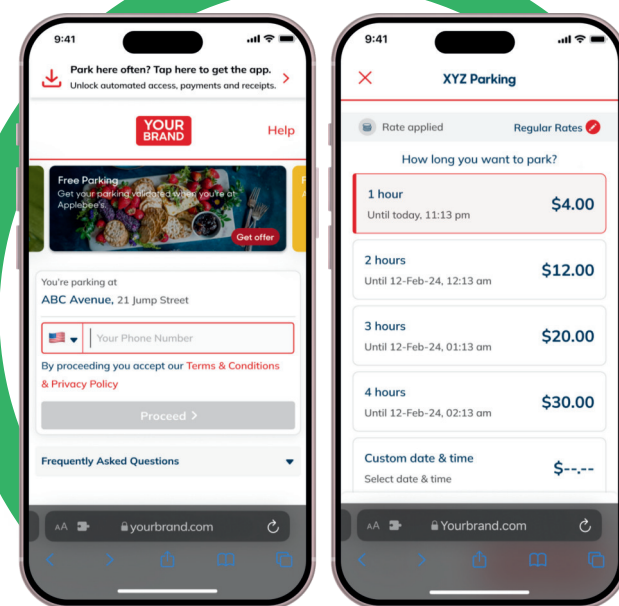 9:41
Park here often? Tap here to get the app.
Unlock automated access, payments and receipts.
YOUR
BRAND
Help
Free Parking
Get your parking validated when you're at
Applebee's.
Get offer
You're parking at
ABC Avenue, 21 Jump Street
Your Phone Number
By proceeding you accept our Terms & Conditions
& Privacy Policy
Proceed >
Frequently Asked Questions
AA
yourbrand.com
9:41
XYZ Parking
Rate applied
Regular Rates
How long you want to park?
1 hour
Until today, 11:13 pm
$4.00
2 hours
Until 12-Feb-24, 12:13 am
$12.00
3 hours
Until 12-Feb-24, 01:13 am
$20.00
4 hours
Until 12-Feb-24, 02:13 am
$30.00
Custom date & time
Select date & time
$--.--
AA
Yourbrand.com